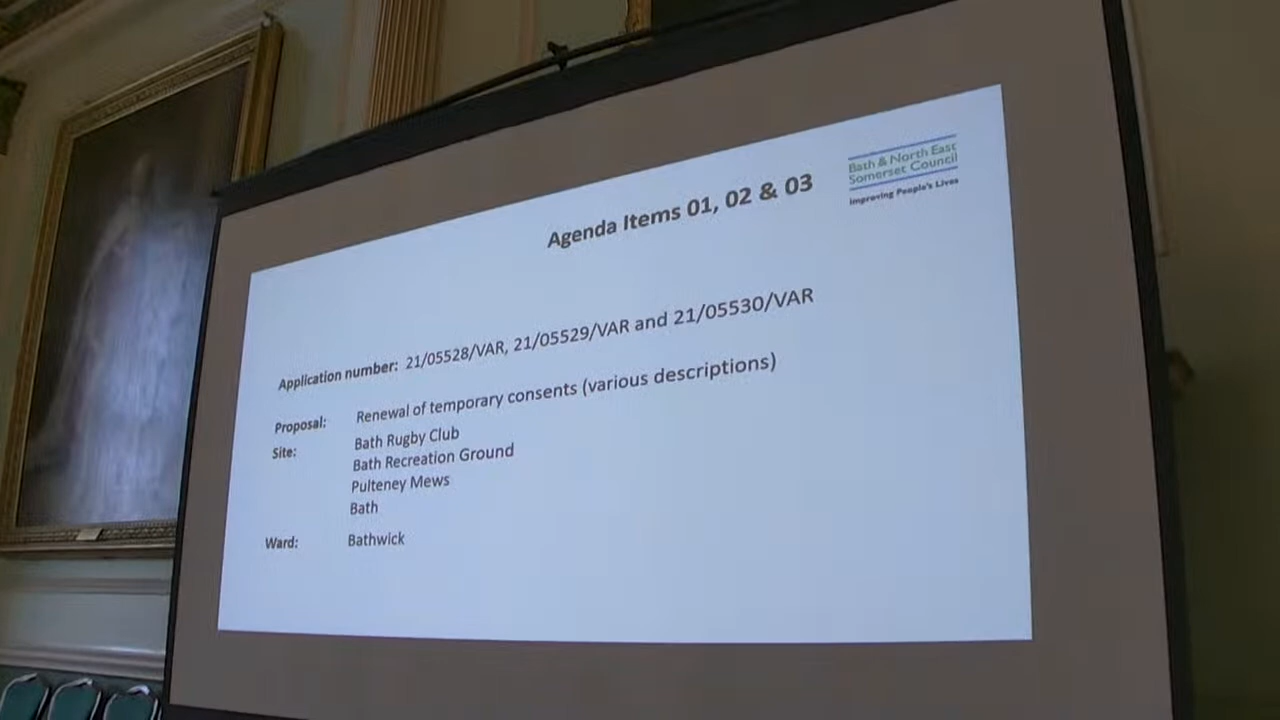 Bath & North East
Somerset Council
Improving People's Lives
Agenda Items 01, 02 & 03
Application number: 21/05528/VAR, 21/05529/VAR and 21/05530/VAR
Proposal: Renewal of temporary consents (various descriptions)
Site: Bath Rugby Club
Bath Recreation Ground
Pulteney Mews
Bath
Ward: Bathwick